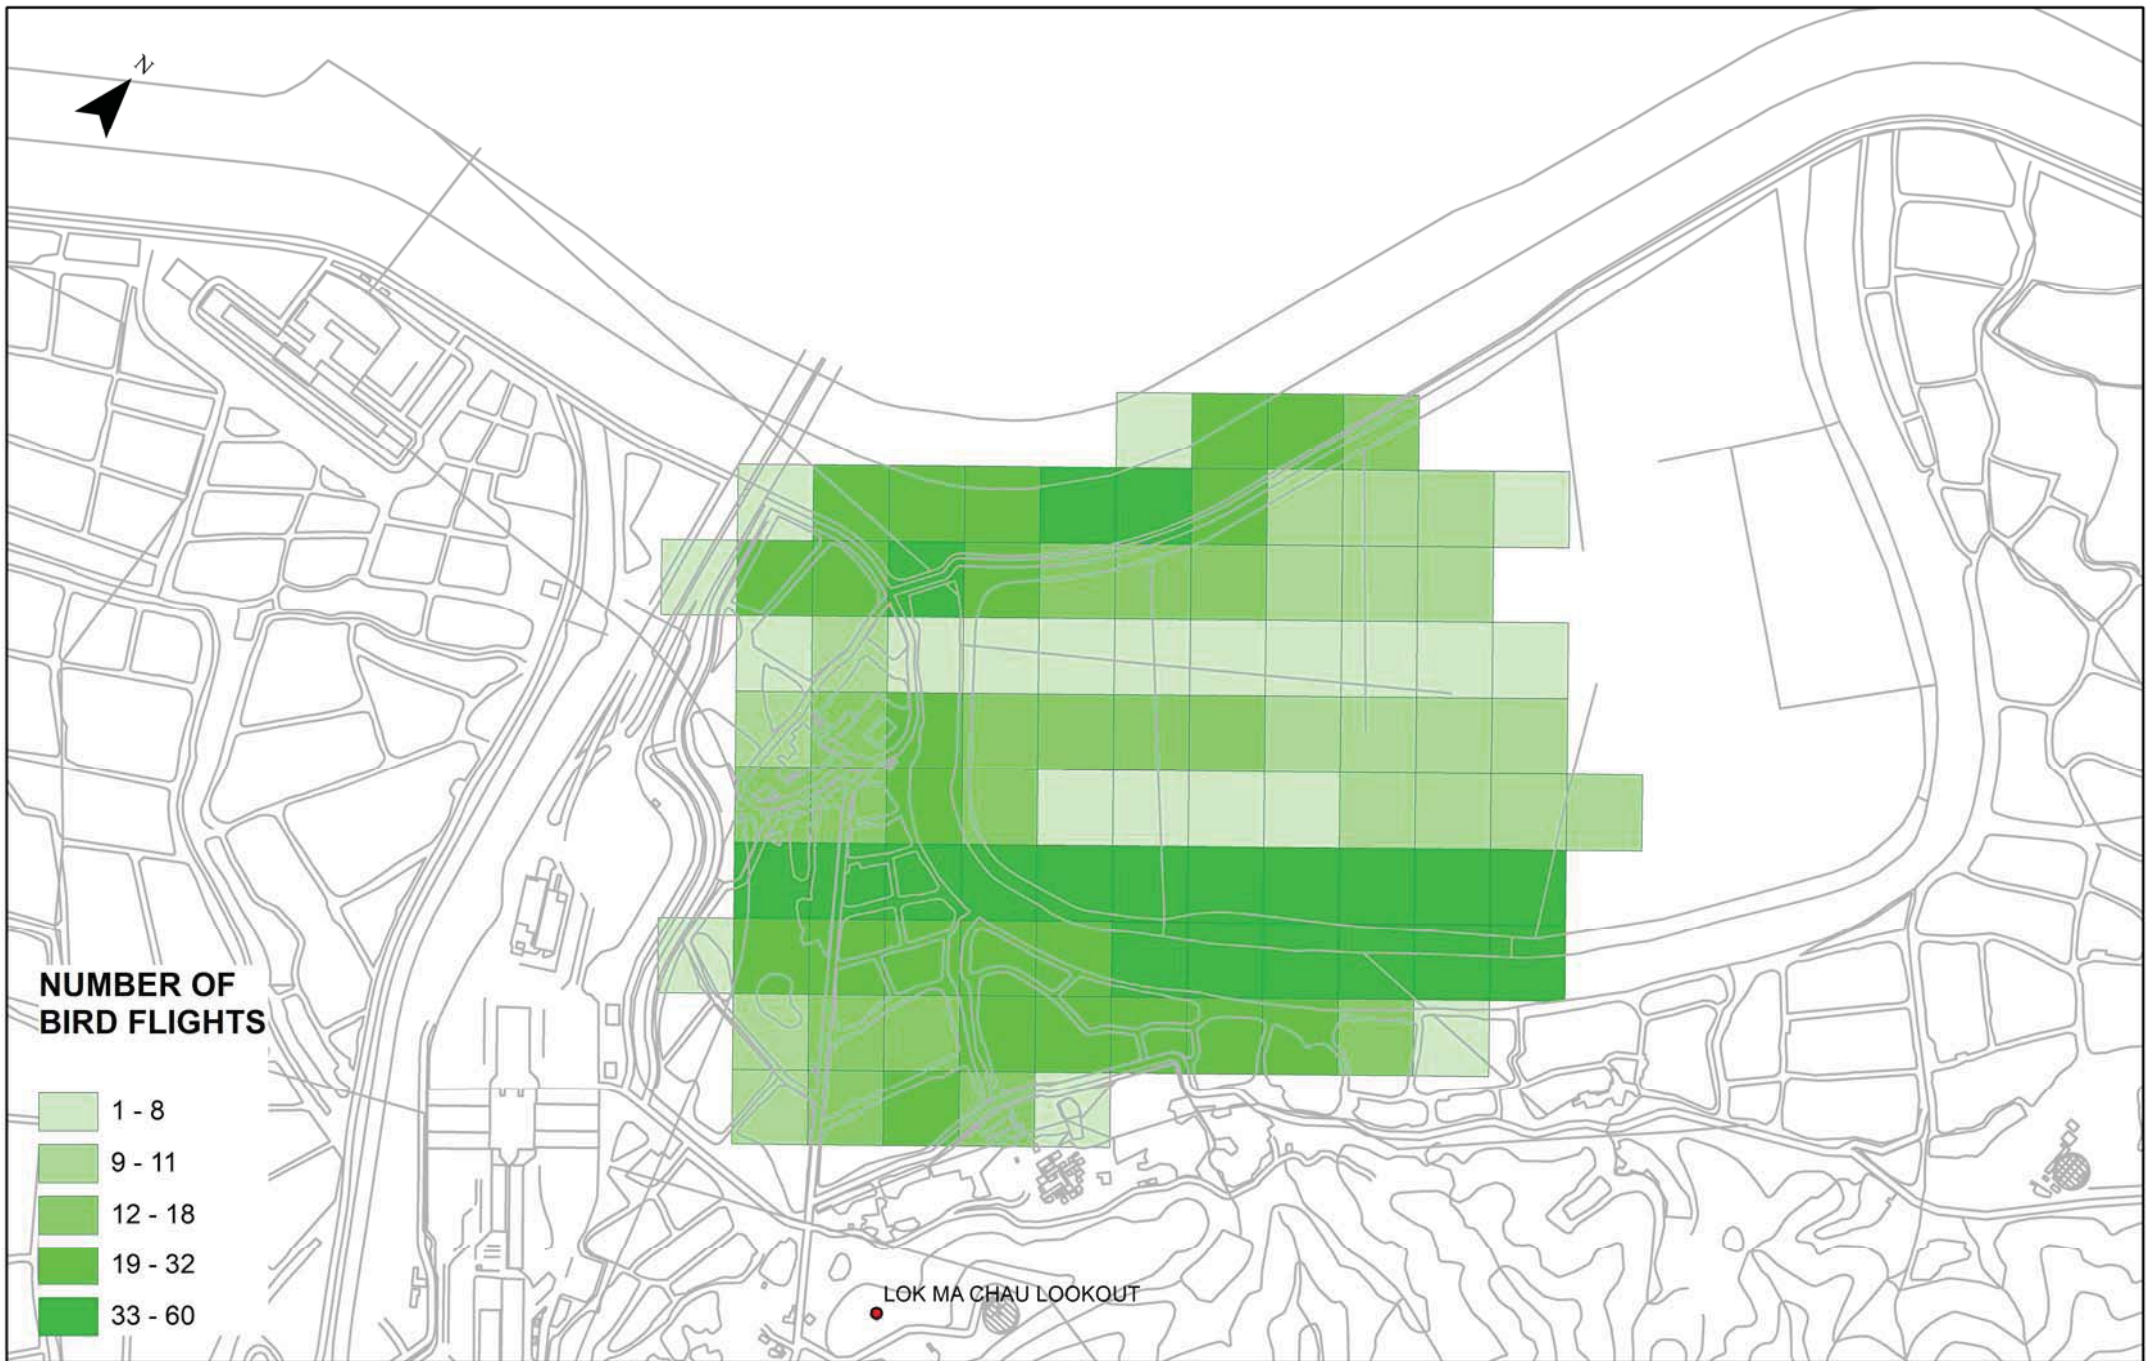 N
NUMBER OF
BIRD FLIGHTS
1 - 8
9 - 11
12 - 18
19 - 32
33 - 60
LOK MA CHAU LOOKOUT